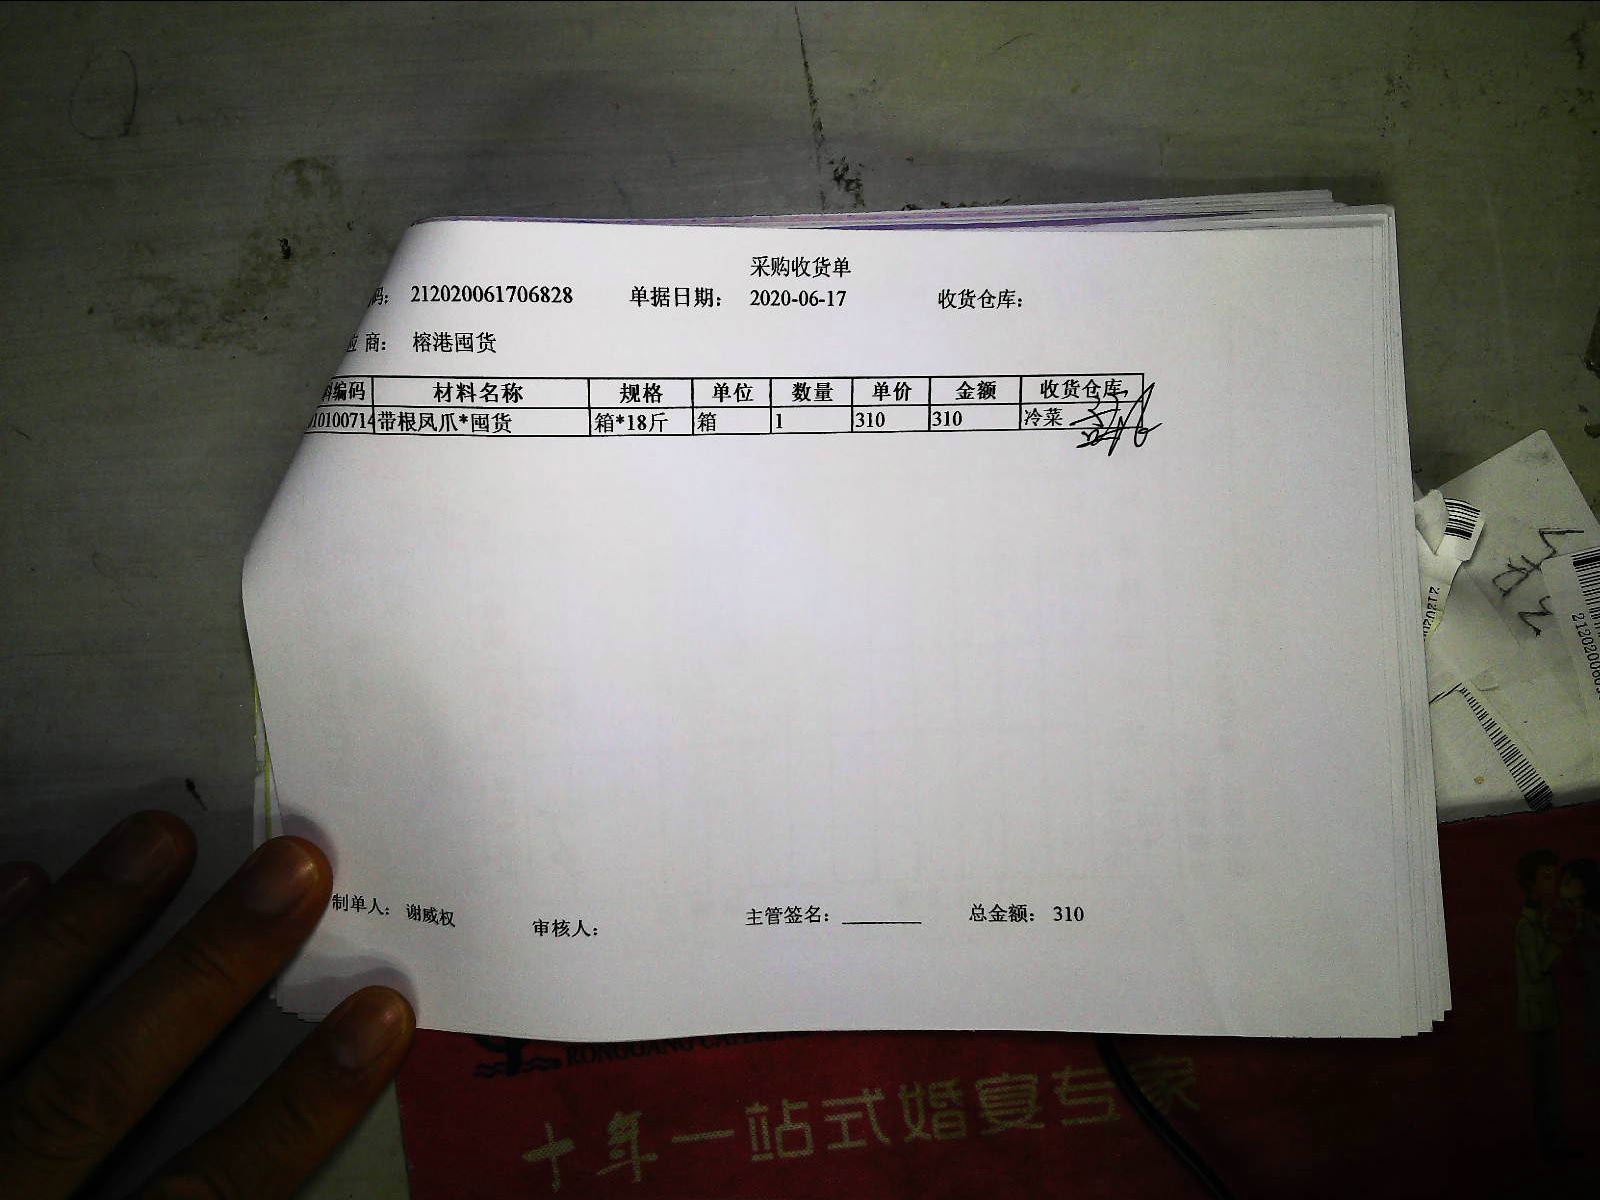 采购收货单
码： 212020061706828 单据日期： 2020-06-17 收货仓库：
应 商： 榕港囤货
料编码 材料名称 规格 单位 数量 单价 金额 收货仓库
10100714 带根凤爪*囤货 箱*18斤 箱 1 310 310 冷菜
制单人： 谢威权 审核人： 主管签名： 总金额： 310
十年一站式婚宴专家